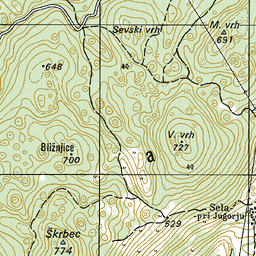 Sevski vrh
M. vrh
691
648
V. vrh
727
Bližnjice
700
a
Sela
pri Jugorju
629
Škrbec
774